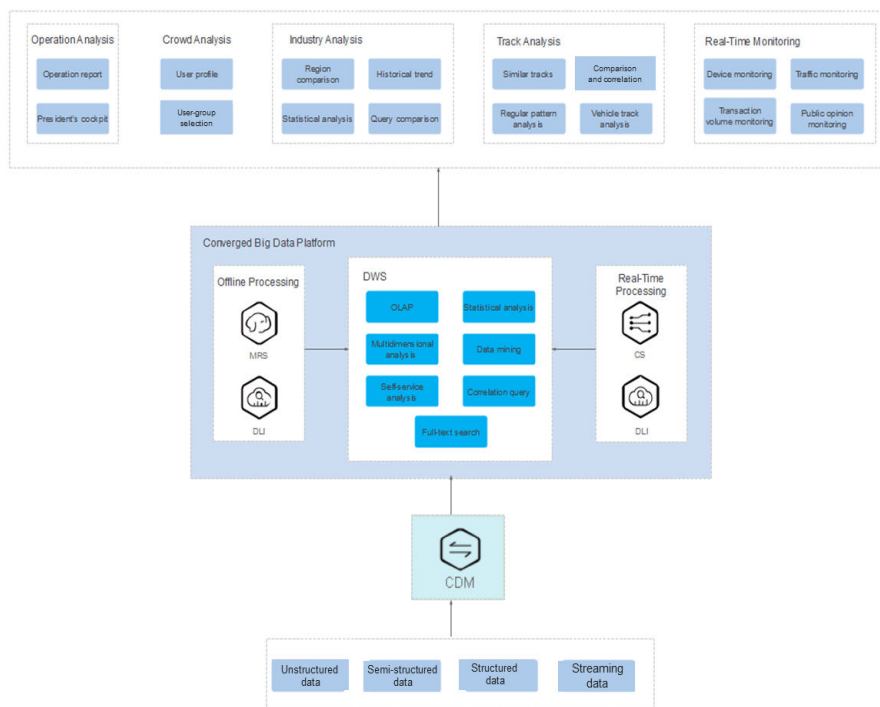 Operation Analysis
Crowd Analysis
Industry Analysis
Track Analysis
Real-Time Monitoring
Operation report
User profile
Region
comparison
Historical trend
Similar tracks
Comparison
and correlation
Device monitoring
Traffic monitoring
President's cockpit
User-group
selection
Statistical analysis
Query comparison
Regular pattern
analysis
Vehicle track
analysis
Transaction
volume monitoring
Public opinion
monitoring
Converged Big Data Platform
Offline Processing
MRS
DLI
DWS
OLAP
Statistical analysis
Multidimensional
analysis
Data mining
Self-service
analysis
Correlation query
Full-text search
Real-Time
Processing
CS
DLI
CDM
Unstructured
data
Semi-structured
data
Structured
data
Streaming
data